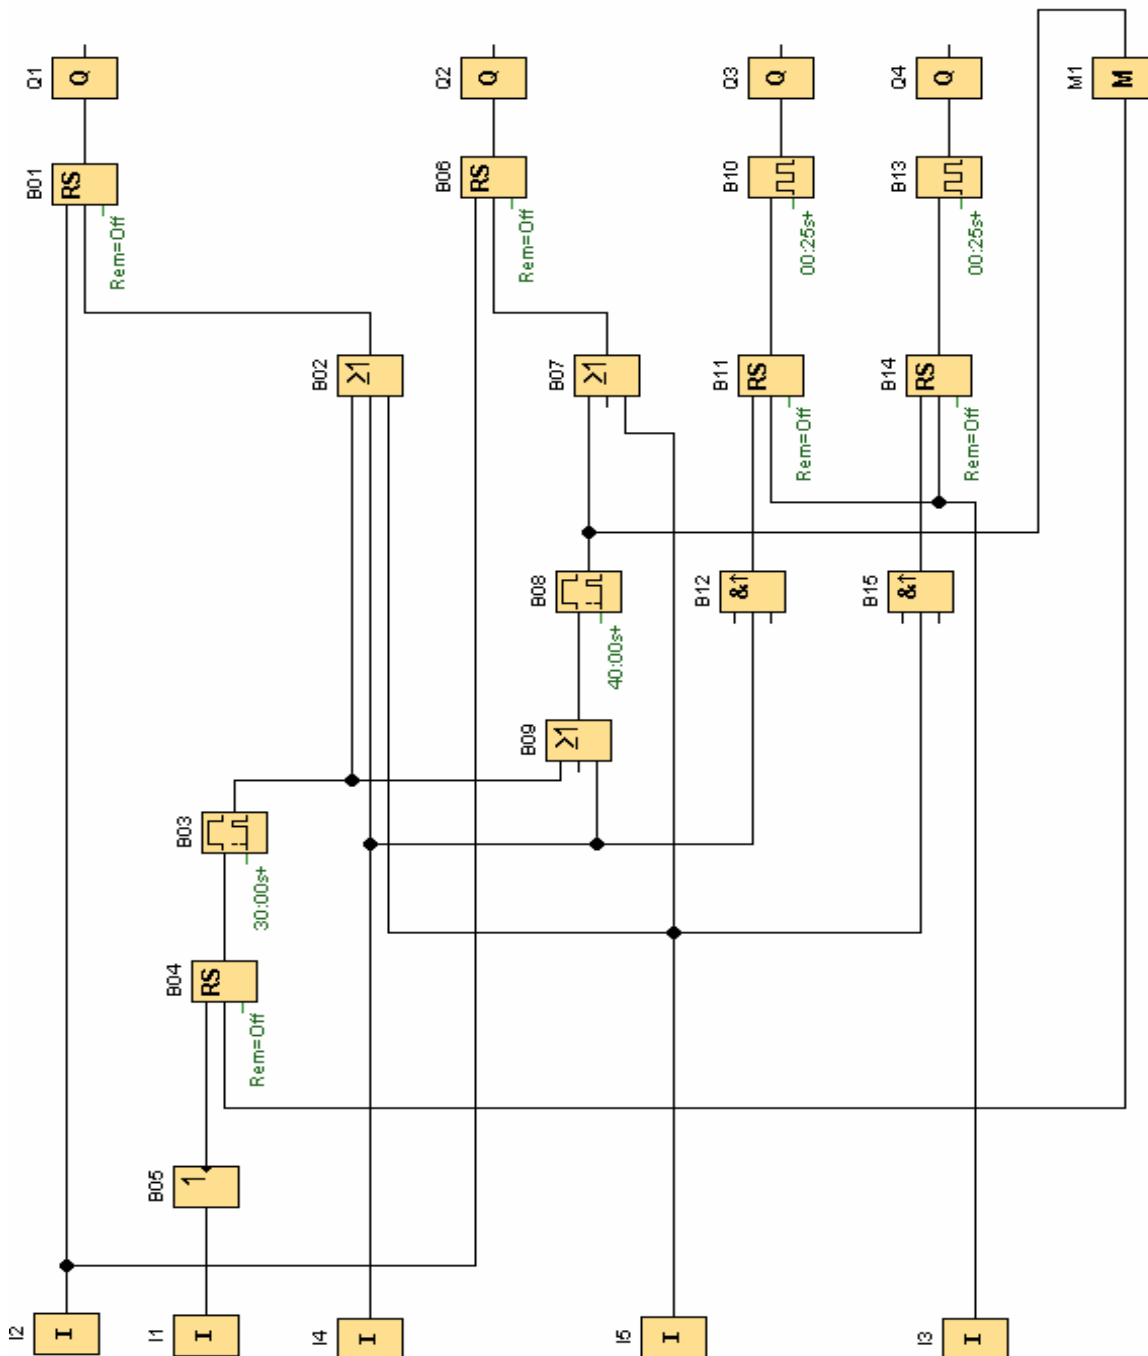 Q1
Q
Q2
Q
Q3
Q
Q4
Q
M1
M
B01
RS
Rem=Off
B06
RS
Rem=Off
B10
00:25s+
B13
00:25s+
B02
≥1
B07
≥1
B11
RS
Rem=Off
B14
RS
Rem=Off
B08
40:00s+
B12
&↑
B15
&↑
B09
≥1
B03
30:00s+
B04
RS
Rem=Off
B05
1
I2
I
I1
I
I4
I
I5
I
I3
I